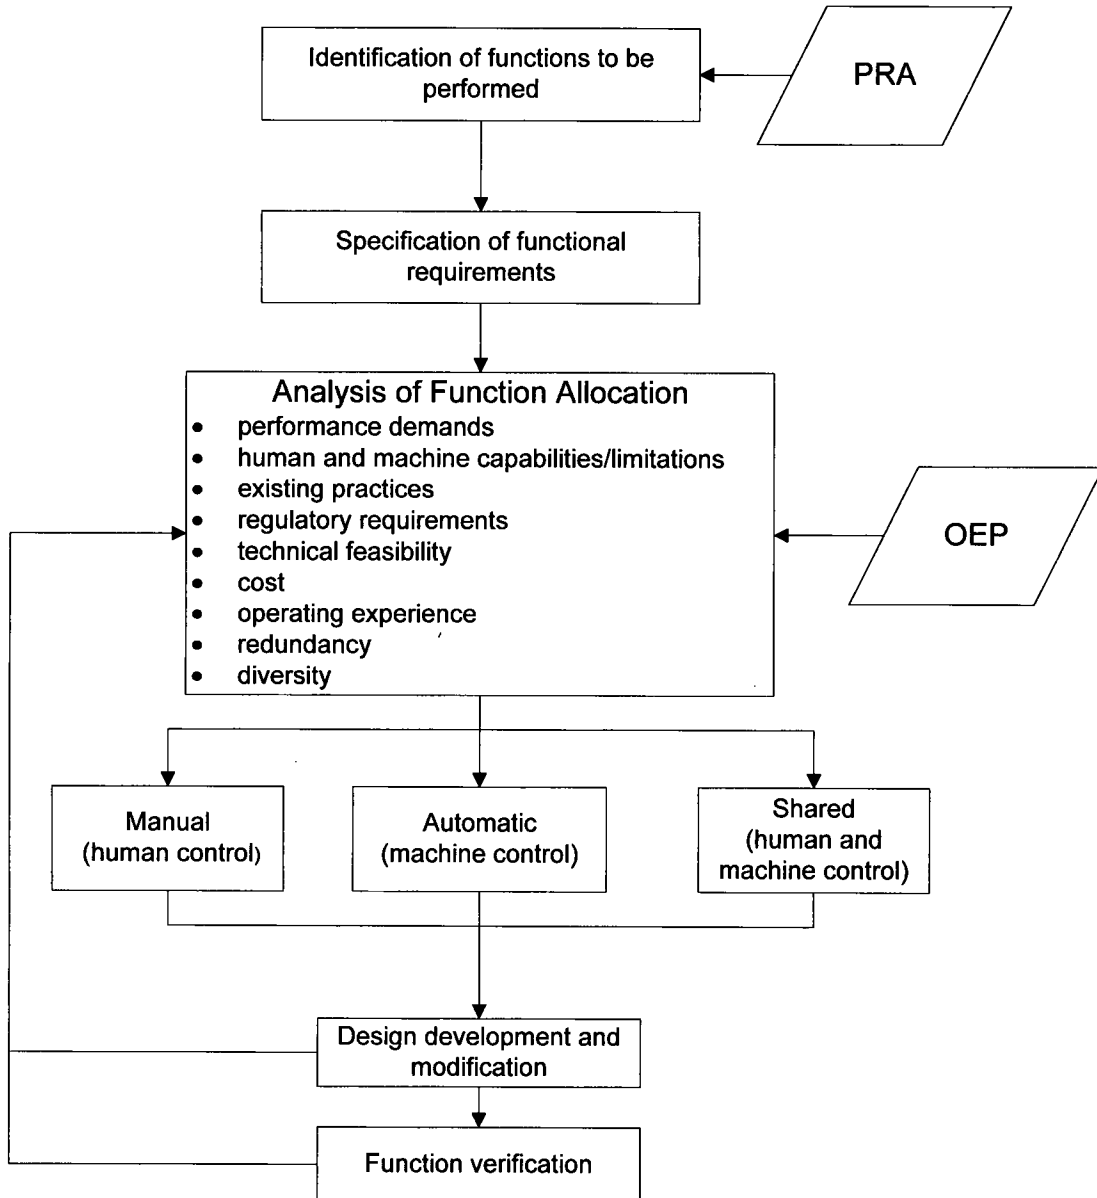 Identification of functions to be
performed
PRA
Specification of functional
requirements
Analysis of Function Allocation
• performance demands
• human and machine capabilities/limitations
• existing practices
• regulatory requirements
• technical feasibility
• cost
• operating experience
• redundancy
• diversity
OEP
Manual
(human control)
Automatic
(machine control)
Shared
(human and
machine control)
Design development and
modification
Function verification